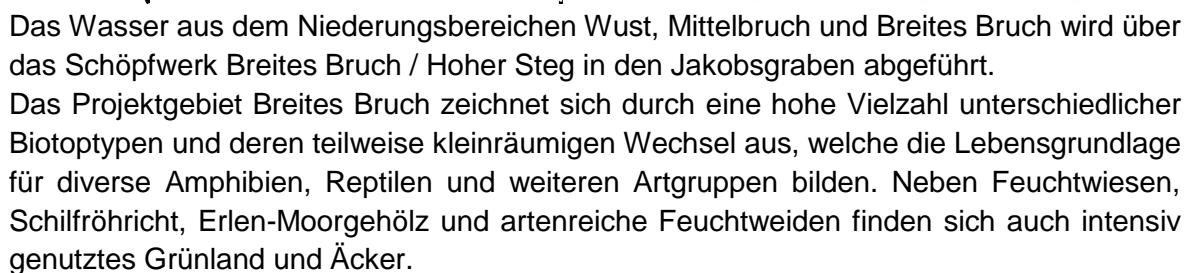 Das Wasser aus dem Niederungsbereichen Wust, Mittelbruch und Breites Bruch wird über
das Schöpfwerk Breites Bruch / Hoher Steg in den Jakobsgraben abgeführt.
Das Projektgebiet Breites Bruch zeichnet sich durch eine hohe Vielzahl unterschiedlicher
Biotoptypen und deren teilweise kleinräumigen Wechsel aus, welche die Lebensgrundlage
für diverse Amphibien, Reptilen und weiteren Artgruppen bilden. Neben Feuchtwiesen,
Schilfröhricht, Erlen-Moorgehölz und artenreiche Feuchtweiden finden sich auch intensiv
genutztes Grünland und Äcker.